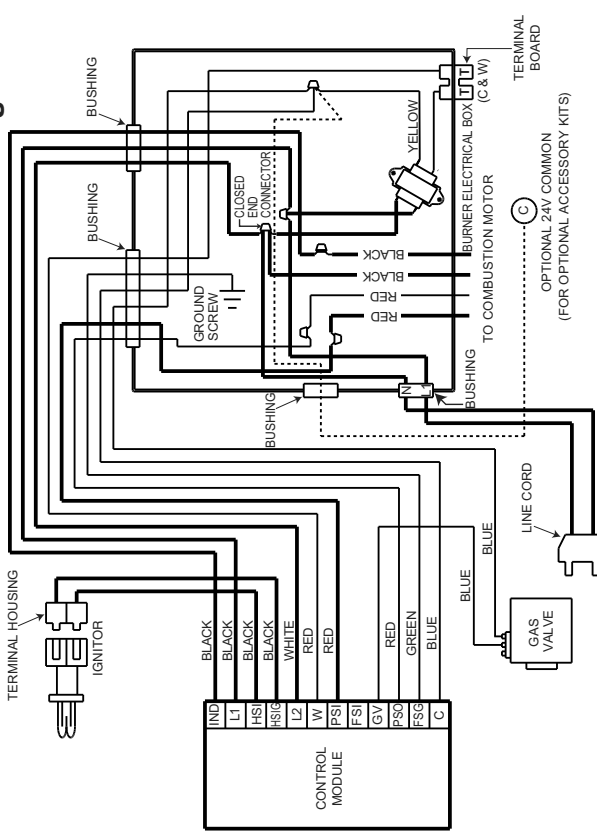 TERMINAL HOUSING
IGNITOR
BLACK
BLACK
BLACK
BLACK
WHITE
RED
RED
BLUE
RED
GREEN
BLUE
BLUE
IND
L1
HSI
HSIG
L2
W
PSI
FSI
GV
PSO
FSG
C
CONTROL
MODULE
GAS
VALVE
LINE CORD
BUSHING
BUSHING
BUSHING
BUSHING
N
L1
GROUND
SCREW
CLOSED
END
CONNECTOR
YELLOW
BLACK
BLACK
RED
RED
TO COMBUSTION MOTOR
BURNER ELECTRICAL BOX
T
T
(C & W)
TERMINAL
BOARD
C
OPTIONAL 24V COMMON
(FOR OPTIONAL ACCESSORY KITS)